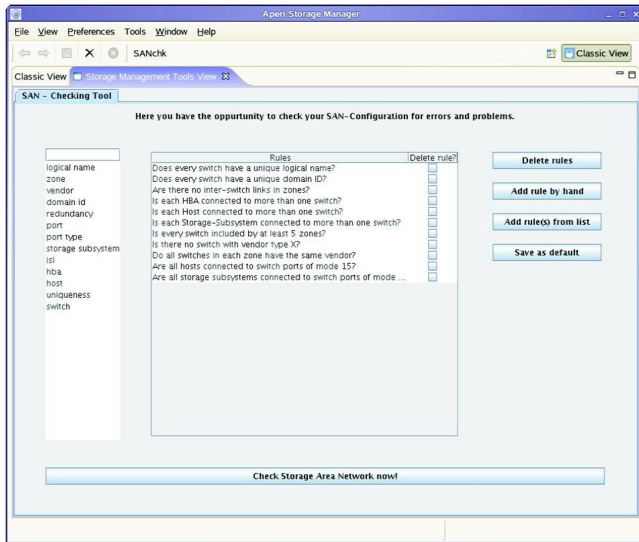 Aperi Storage Manager
File View Preferences Tools Window Help
SANchk
Classic View
Classic View Storage Management Tools View
SAN - Checking Tool
Here you have the oppurtunity to check your SAN-Configuration for errors and problems.
logical name
zone
vendor
domain id
redundancy
port
port type
storage subsystem
isl
hba
host
uniqueness
switch
Rules Delete rule?
Does every switch have a unique logical name?
Does every switch have a unique domain ID?
Are there no inter-switch links in zones?
Is each HBA connected to more than one switch?
Is each Host connected to more than one switch?
Is each Storage-Subsystem connected to more than one switch?
Is every switch included by at least 5 zones?
Is there no switch with vendor type X?
Do all switches in each zone have the same vendor?
Are all hosts connected to switch ports of mode 15?
Are all storage subsystems connected to switch ports of mode ...
Delete rules
Add rule by hand
Add rule(s) from list
Save as default
Check Storage Area Network now!